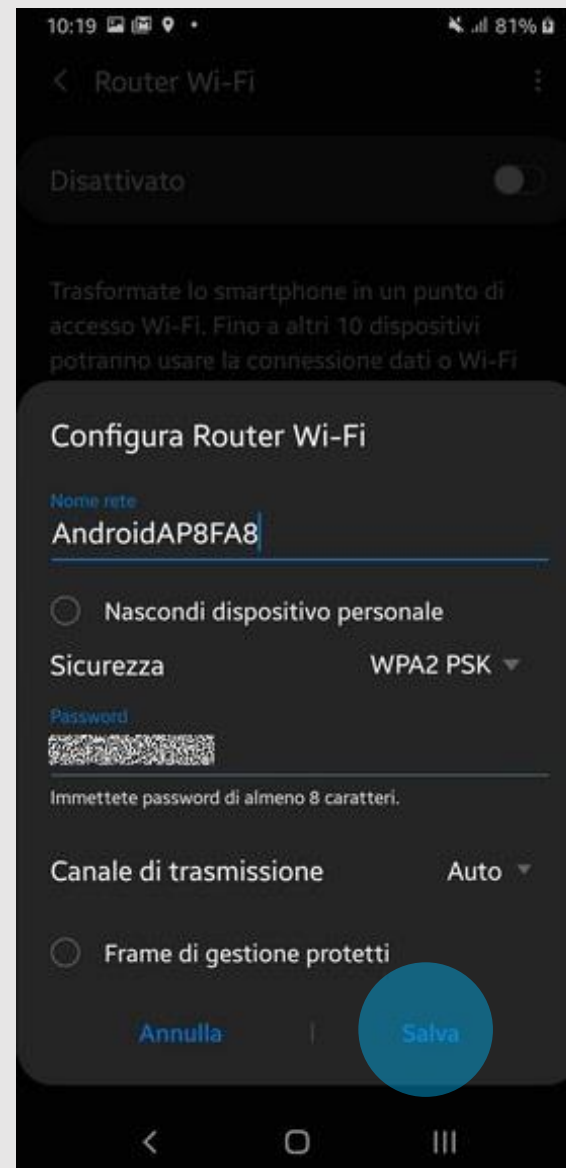 10:19 81%
Router Wi-Fi
Disattivato
Trasformate lo smartphone in un punto di
accesso Wi-Fi. Fino a altri 10 dispositivi
potranno usare la connessione dati o Wi-Fi
Configura Router Wi-Fi
Nome rete
AndroidAP8FA8
Nascondi dispositivo personale
Sicurezza WPA2 PSK
Password
Immettete password di almeno 8 caratteri.
Canale di trasmissione Auto
Frame di gestione protetti
Annulla Salva